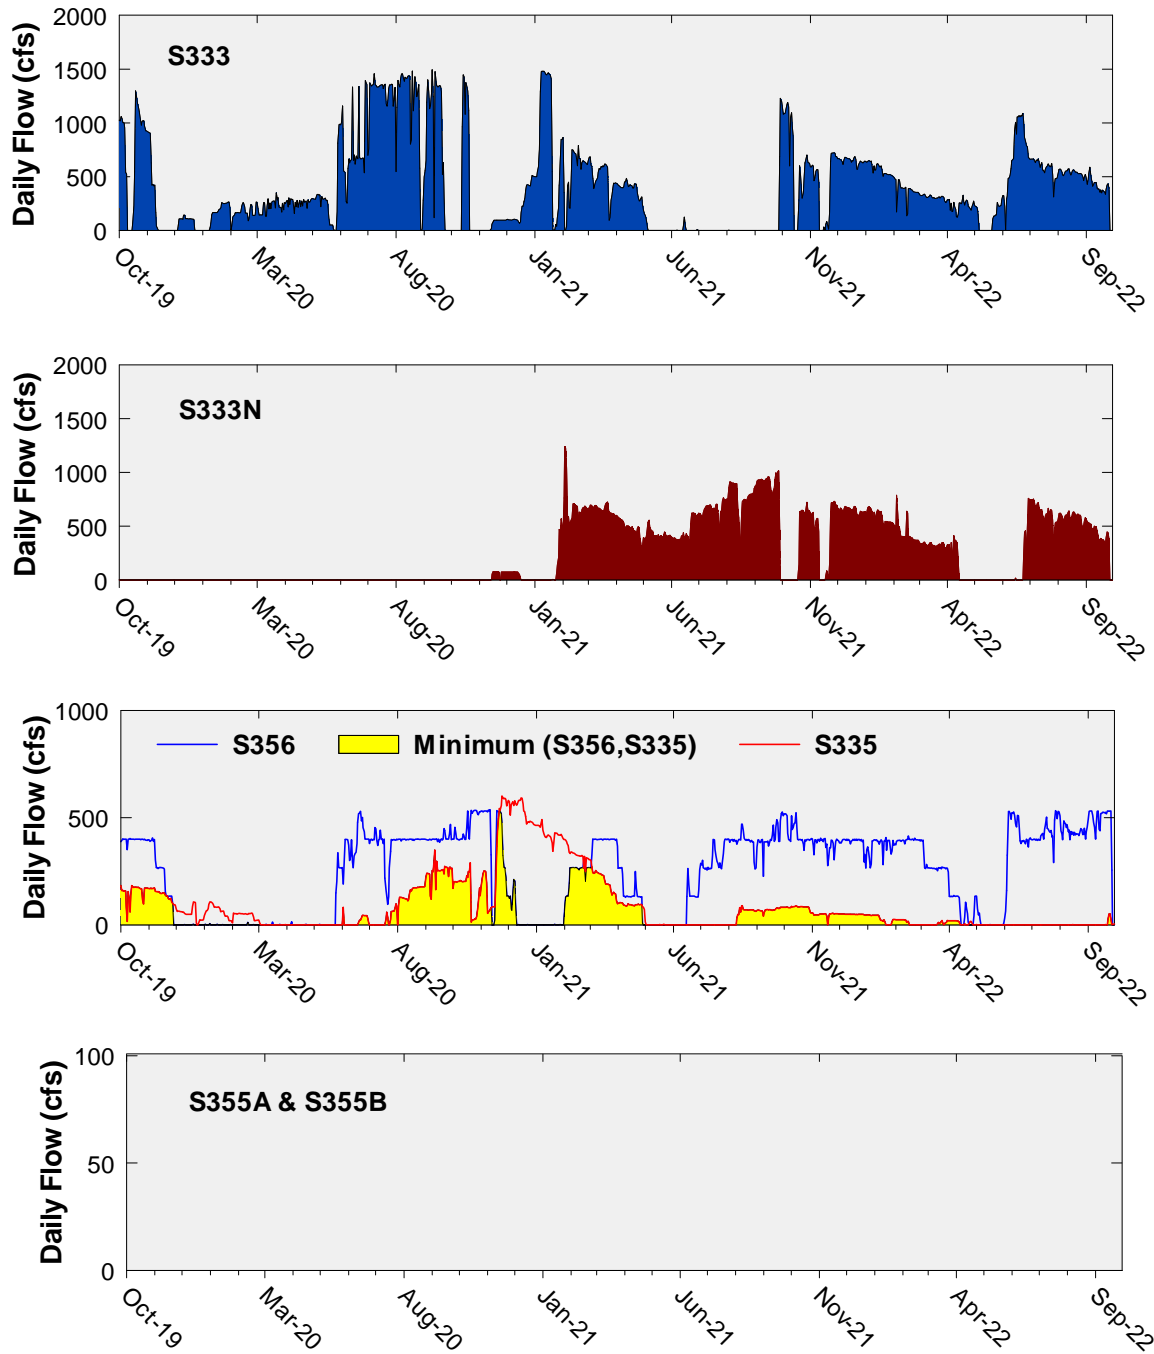 2000
S333
1500
1000
500
0
Daily Flow (cfs)
Oct-19 Mar-20 Aug-20 Jan-21 Jun-21 Nov-21 Apr-22 Sep-22
2000
S333N
1500
1000
500
0
Daily Flow (cfs)
Oct-19 Mar-20 Aug-20 Jan-21 Jun-21 Nov-21 Apr-22 Sep-22
1000
S356 Minimum (S356,S335) S335
500
0
Daily Flow (cfs)
Oct-19 Mar-20 Aug-20 Jan-21 Jun-21 Nov-21 Apr-22 Sep-22
100
S355A & S355B
50
0
Daily Flow (cfs)
Oct-19 Mar-20 Aug-20 Jan-21 Jun-21 Nov-21 Apr-22 Sep-22